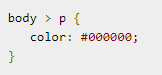 body > p {
   color: #000000;
}